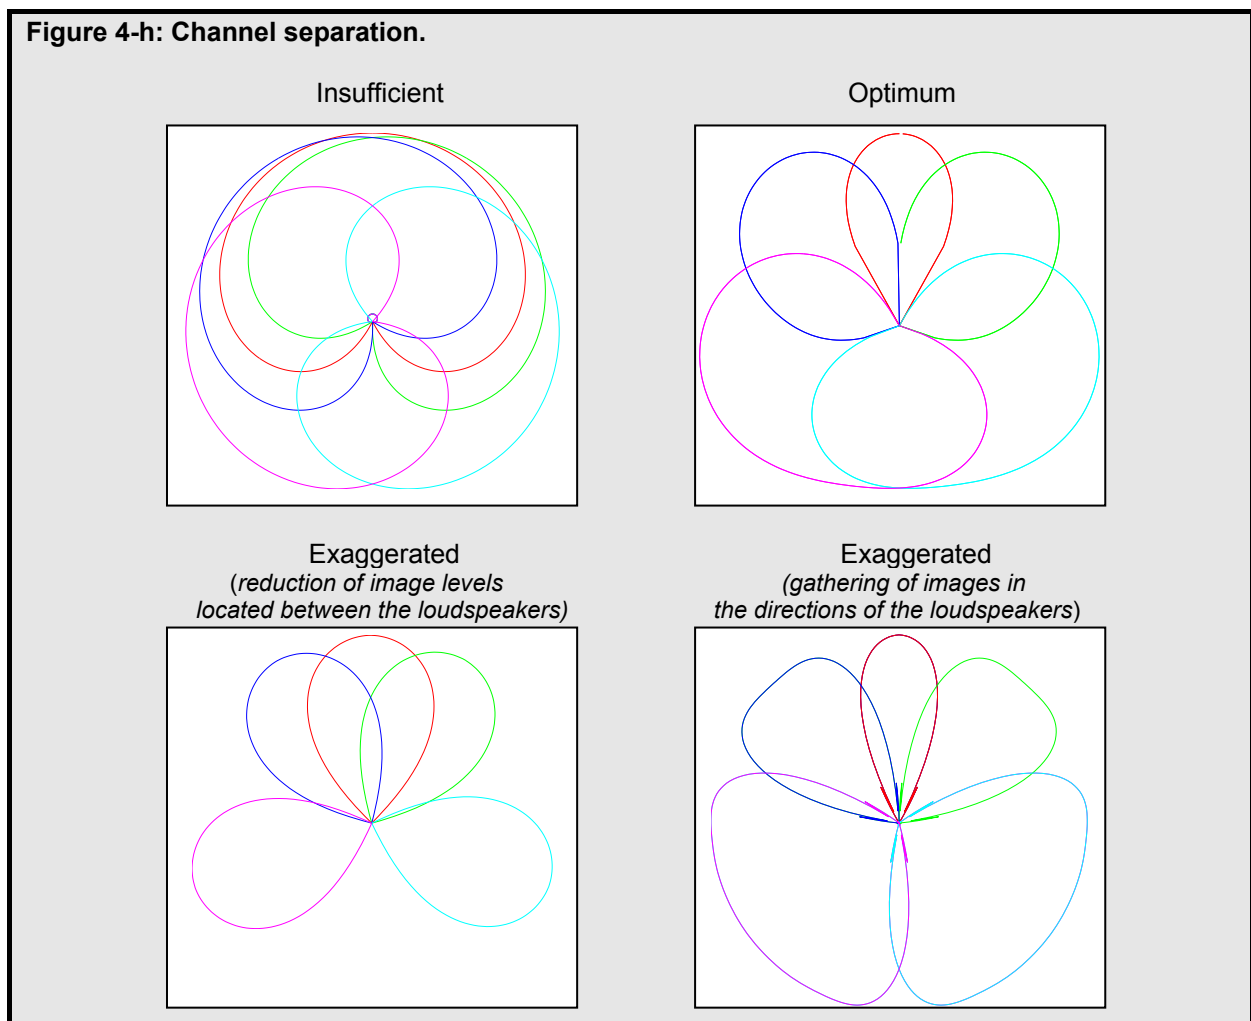 Figure 4-h: Channel separation.
Insufficient
Optimum
Exaggerated
(reduction of image levels
located between the loudspeakers)
Exaggerated
(gathering of images in
the directions of the loudspeakers)